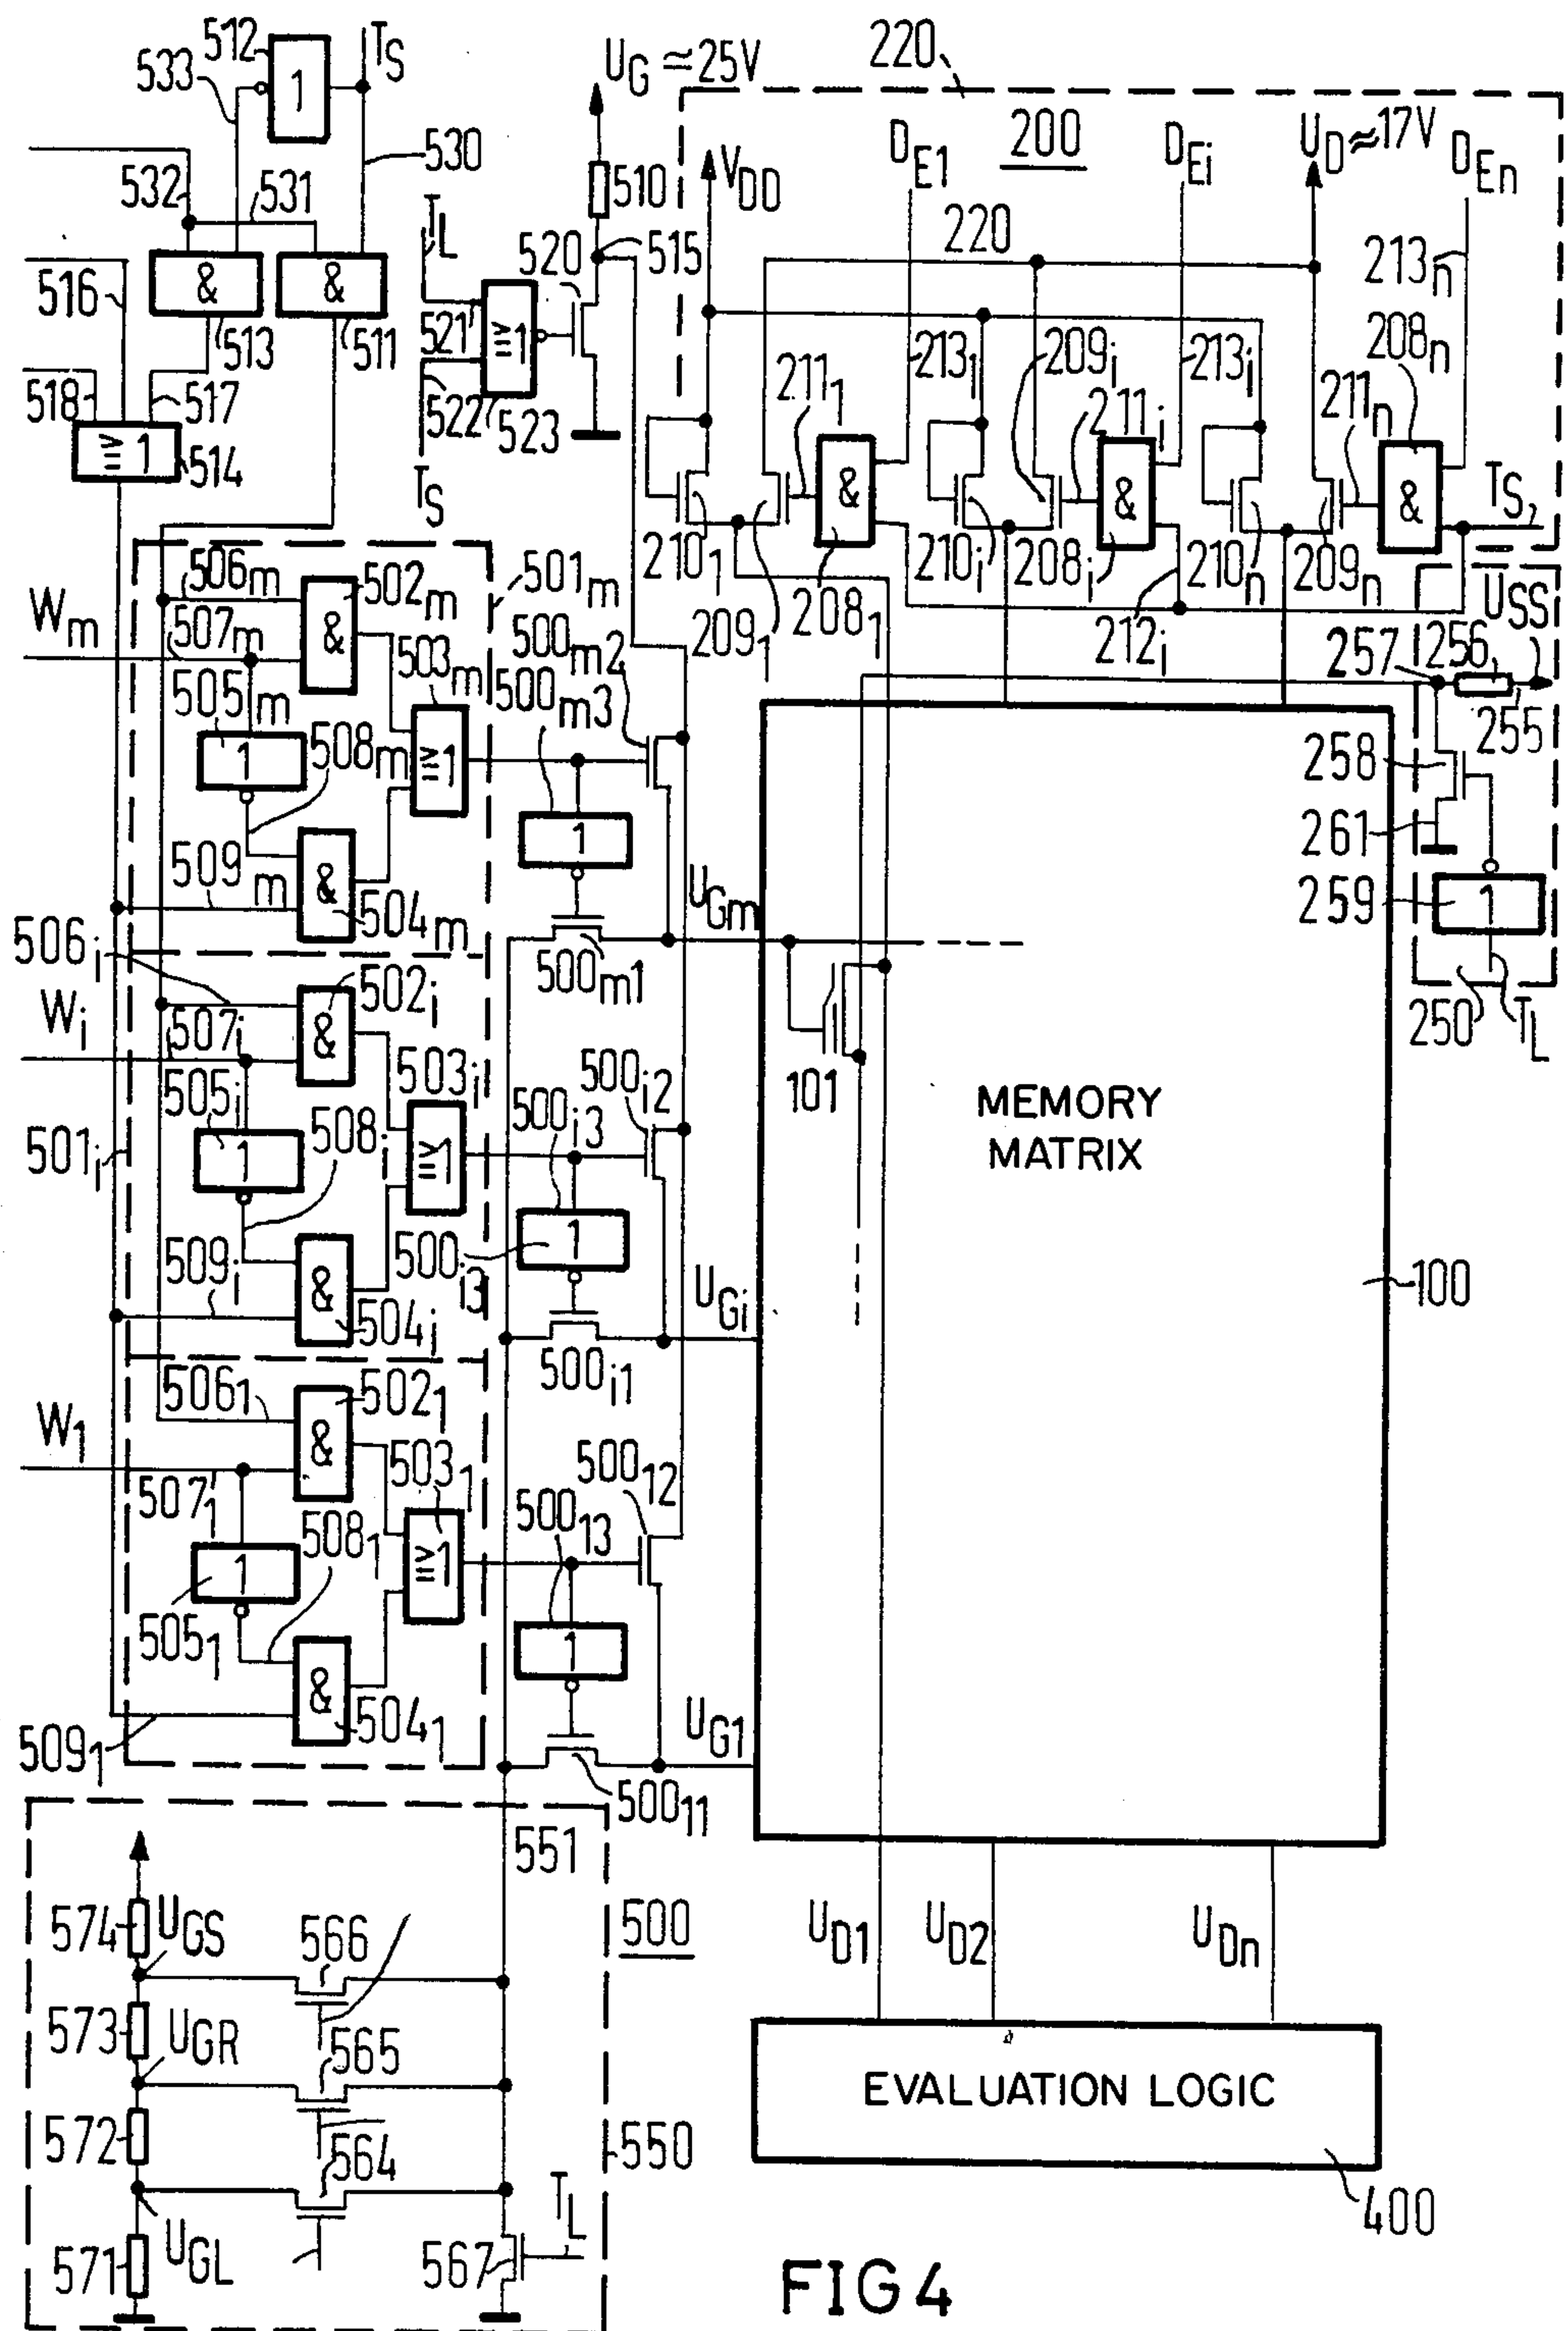 512
T_S
533
1
530
532
531
U_G ≃25V
220
200
V_DD
D_E1
D_Ei
U_D≈17V
D_En
510
T_L
520
515
220
516
&
&
513
511
521
≥1
213_n
208_n
518
517
522
523
211_1
213_1
209_i
211_i
213_i
211_n
≥1
514
T_S
&
&
&
T_S
210_1
209_1
208_1
210_i
208_i
210_n
209_n
506_m
502_m
501_m
W_m
507_m
&
500_m2
212_i
257
256
U_SS
505_m
503_m
500_m3
255
1
508_m
≥1
258
1
261
509_m
&
504_m
U_Gm
259
1
506_i
500_m1
W_i
502_i
&
250
T_L
507_i
503_i
500_i2
101
505_i
500_i3
MEMORY
MATRIX
501_i
1
508_i
≥1
1
509_i
&
500_i3
U_Gi
100
504_i
500_i1
506_1
502_1
W_1
&
503_1
500_12
507_1
508_1
500_13
1
≥1
505_1
1
&
504_1
U_G1
509_1
500_11
551
574
U_GS
566
500
U_D1
U_D2
U_Dn
573
U_GR
565
EVALUATION LOGIC
572
564
550
T_L
400
571
U_GL
567
FIG 4